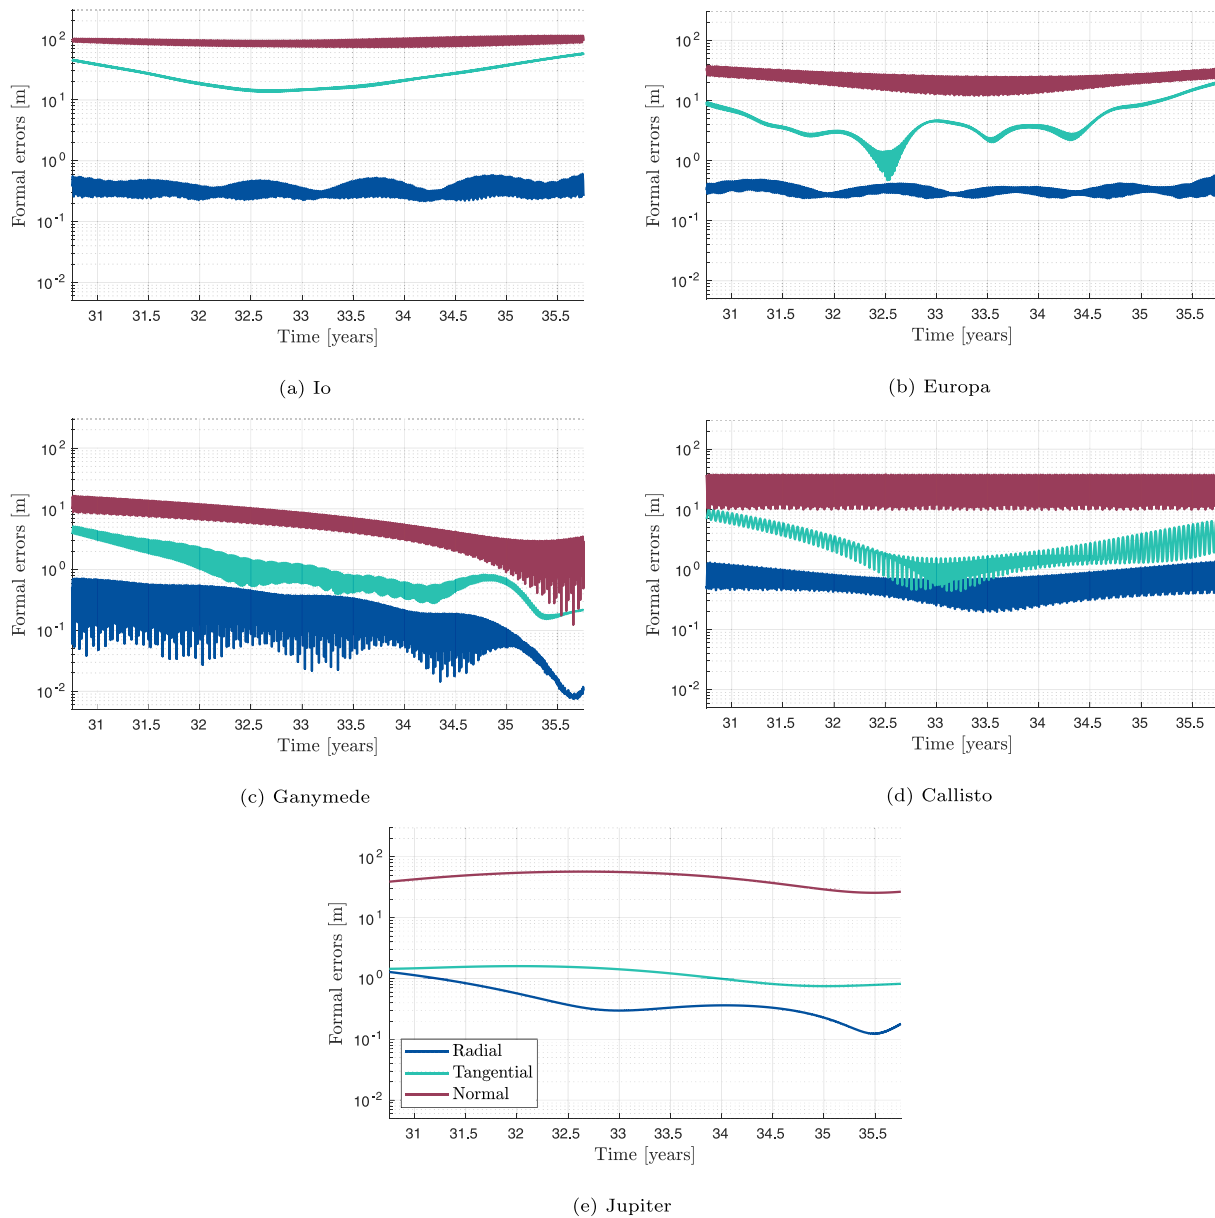 Formal errors [m]
10^2
10^1
10^0
10^-1
10^-2
31 31.5 32 32.5 33 33.5 34 34.5 35 35.5
Time [years]
(a) Io
Formal errors [m]
10^2
10^1
10^0
10^-1
10^-2
31 31.5 32 32.5 33 33.5 34 34.5 35 35.5
Time [years]
(b) Europa
Formal errors [m]
10^2
10^1
10^0
10^-1
10^-2
31 31.5 32 32.5 33 33.5 34 34.5 35 35.5
Time [years]
(c) Ganymede
Formal errors [m]
10^2
10^1
10^0
10^-1
10^-2
31 31.5 32 32.5 33 33.5 34 34.5 35 35.5
Time [years]
(d) Callisto
Formal errors [m]
10^2
10^1
10^0
10^-1
10^-2
Radial
Tangential
Normal
31 31.5 32 32.5 33 33.5 34 34.5 35 35.5
Time [years]
(e) Jupiter